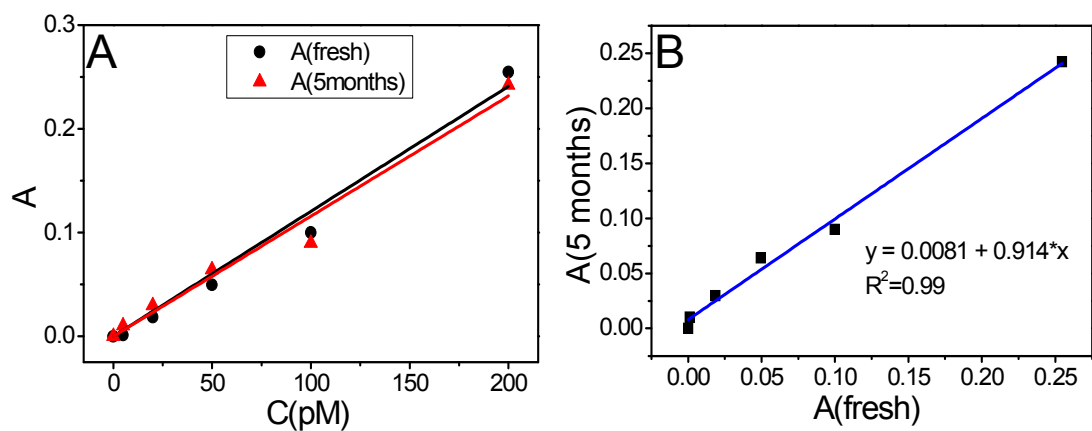 A
A(fresh)
A(5months)
0.3
0.2
0.1
0.0
A
0
50
100
150
200
C(pM)
B
0.25
0.20
0.15
0.10
0.05
0.00
A(5 months)
y = 0.0081 + 0.914*x
R²=0.99
0.00
0.05
0.10
0.15
0.20
0.25
A(fresh)